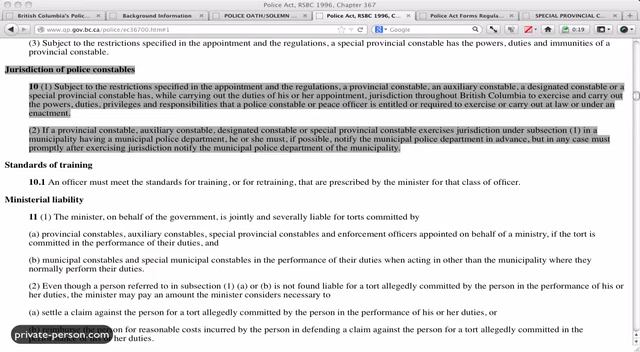 Police Act, RSBC 1996, Chapter 367
British Columbia's Polic...
Background Information
POLICE OATH/SOLEMN ...
Police Act, RSBC 1996, C...
Police Act Forms Regula...
SPECIAL PROVINCIAL C...
www.qp.gov.bc.ca/police/ec36700.htm#1
Google
0:19
(3) Subject to the restrictions specified in the appointment and the regulations, a special provincial constable has the powers, duties and immunities of a
provincial constable.
Jurisdiction of police constables
10 (1) Subject to the restrictions specified in the appointment and the regulations, a provincial constable, an auxiliary constable, a designated constable or a
special provincial constable has, while carrying out the duties of his or her appointment, jurisdiction throughout British Columbia to exercise and carry out
the powers, duties, privileges and responsibilities that a police constable or peace officer is entitled or required to exercise or carry out at law or under an
enactment.
(2) If a provincial constable, auxiliary constable, designated constable or special provincial constable exercises jurisdiction under subsection (1) in a
municipality having a municipal police department, he or she must, if possible, notify the municipal police department in advance, but in any case must
promptly after exercising jurisdiction notify the municipal police department of the municipality.
Standards of training
10.1 An officer must meet the standards for training, or for retraining, that are prescribed by the minister for that class of officer.
Ministerial liability
11 (1) The minister, on behalf of the government, is jointly and severally liable for torts committed by
(a) provincial constables, auxiliary constables, special provincial constables and enforcement officers appointed on behalf of a ministry, if the tort is
committed in the performance of their duties, and
(b) municipal constables and special municipal constables in the performance of their duties when acting in other than the municipality where they
normally perform their duties.
(2) Even though a person referred to in subsection (1) (a) or (b) is not found liable for a tort allegedly committed by the person in the performance of his or
her duties, the minister may pay an amount the minister considers necessary to
(a) settle a claim against the person for a tort allegedly committed by the person in the performance of his or her duties, or
(b) reimburse the person for reasonable costs incurred by the person in defending a claim against the person for a tort allegedly committed in the
performance of his or her duties.
private-person.com